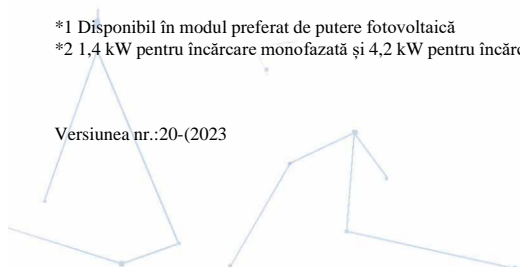 *1 Disponibil în modul preferat de putere fotovoltaică
*2 1,4 kW pentru încărcare monofazată și 4,2 kW pentru
Versiunea nr.:20-(2023